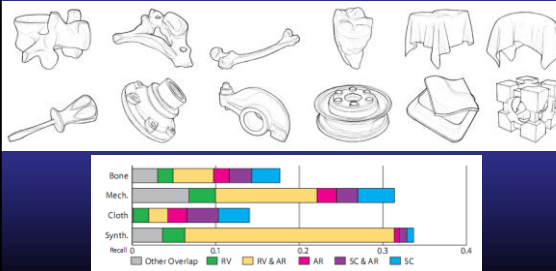 Bone
Mech.
Cloth
Synth.
Recall 0.1 0.2 0.3 0.4
Other Overlap RV RV & AR AR SC & AR SC